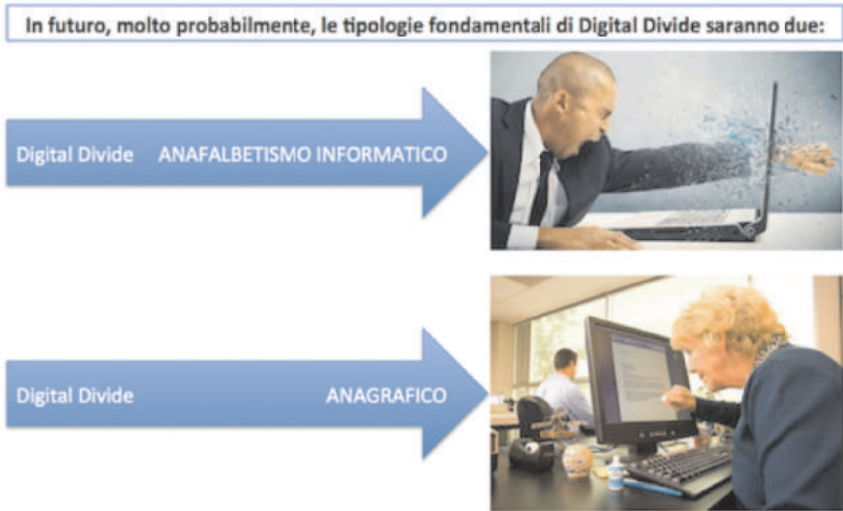 In futuro, molto probabilmente, le tipologie fondamentali di Digital Divide saranno due:
Digital Divide ANAFALBETISMO INFORMATICO
Digital Divide ANAGRAFICO